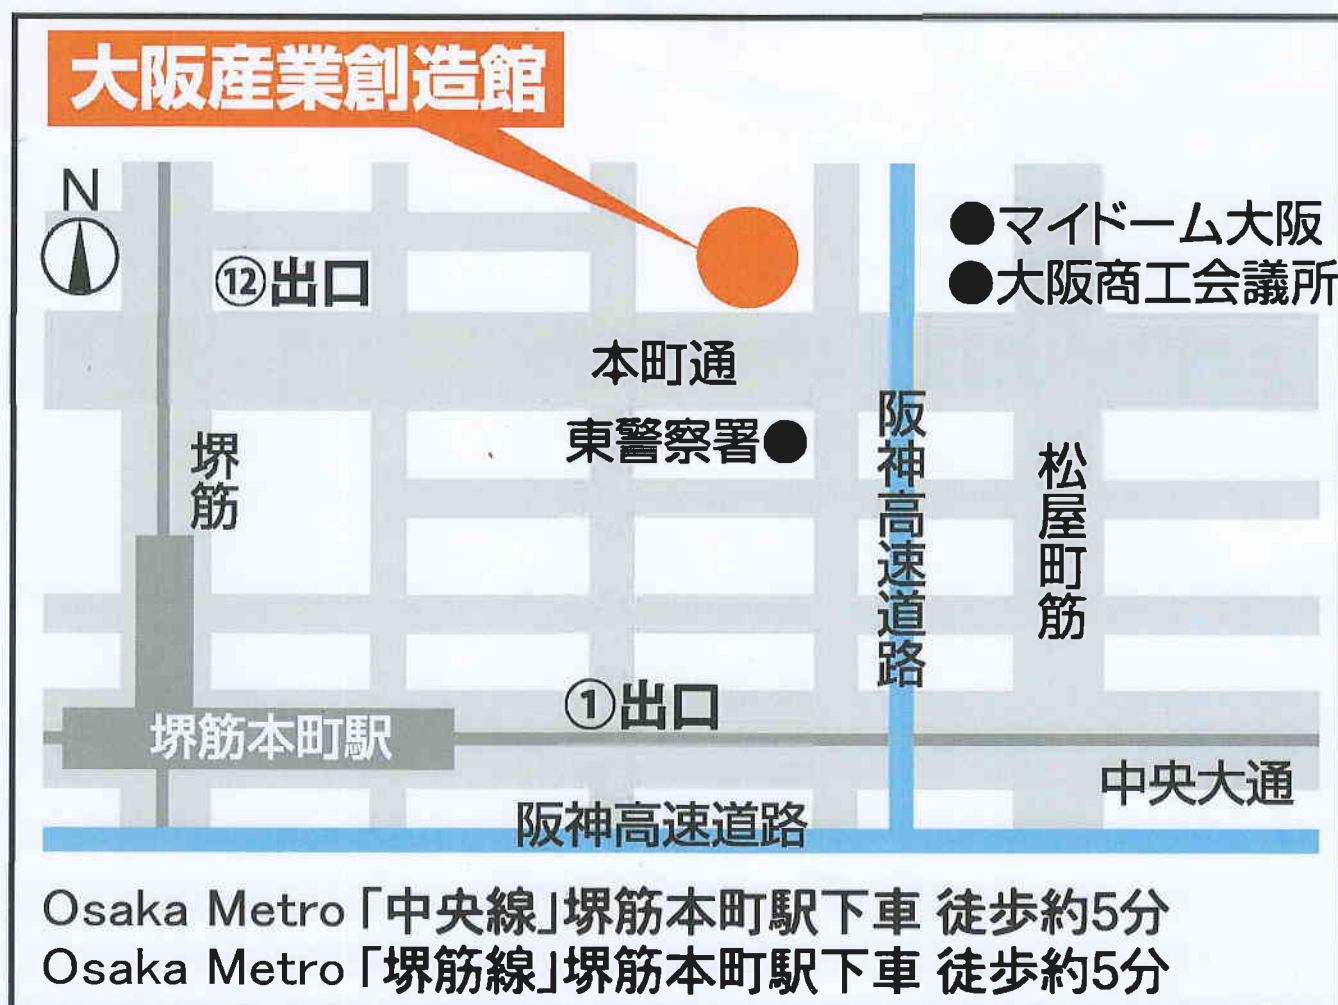 大阪産業創造館
N
●マイドーム大阪
●大阪商工会議所
⑫出口
本町通
東警察署●
堺筋
阪神高速道路
松屋町筋
①出口
堺筋本町駅
中央大通
阪神高速道路
Osaka Metro「中央線」堺筋本町駅下車 徒歩約5分
Osaka Metro「堺筋線」堺筋本町駅下車 徒歩約5分